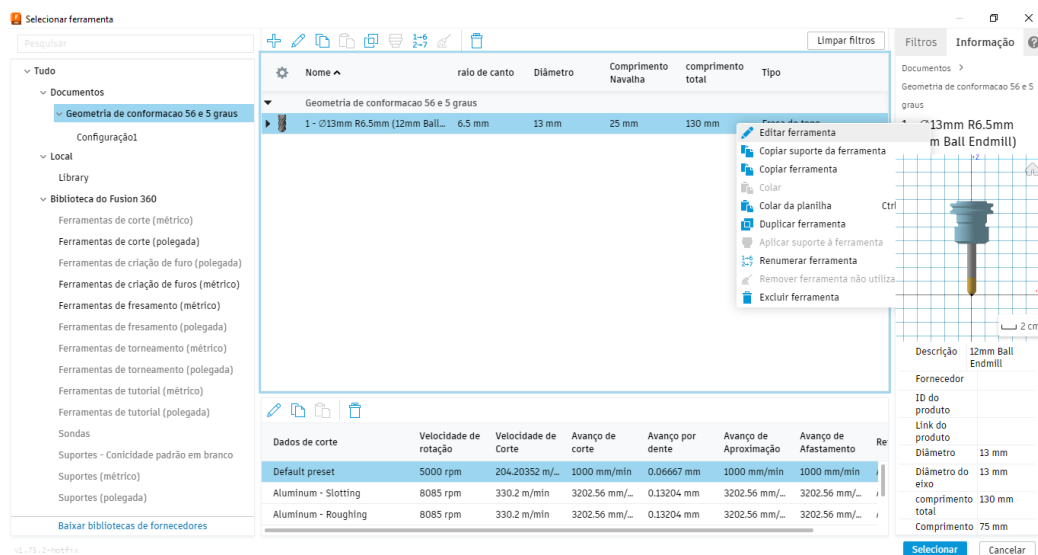 Selecionar ferramenta
Pesquisar
Limpar filtros
Filtros
Informação
Tudo
Documentos
Geometria de conformacao 56 e 5 graus
Configuração1
Local
Library
Biblioteca do Fusion 360
Ferramentas de corte (métrico)
Ferramentas de corte (polegada)
Ferramentas de criação de furo (polegada)
Ferramentas de criação de furos (métrico)
Ferramentas de fresamento (métrico)
Ferramentas de fresamento (polegada)
Ferramentas de torneamento (métrico)
Ferramentas de torneamento (polegada)
Ferramentas de tutorial (métrico)
Ferramentas de tutorial (polegada)
Sondas
Suportes - Conicidade padrão em branco
Suportes (métrico)
Suportes (polegada)
Baixar bibliotecas de fornecedores
v1.75.2-hotfix
Nome raio de canto Diâmetro Comprimento Navalha comprimento total Tipo
Geometria de conformacao 56 e 5 graus
1 - ∅13mm R6.5mm (12mm Ball... 6.5 mm 13 mm 25 mm 130 mm
Editar ferramenta
Copiar suporte da ferramenta
Copiar ferramenta
Colar
Colar da planilha Ctrl
Duplicar ferramenta
Aplicar suporte à ferramenta
Renumerar ferramenta
Remover ferramenta não utiliza
Excluir ferramenta
Dados de corte Velocidade de rotação Velocidade de Corte Avanço de corte Avanço por dente Avanço de Aproximação Avanço de Afastamento Re
Default preset 5000 rpm 204.20352 m/... 1000 mm/min 0.06667 mm 1000 mm/min 1000 mm/min
Aluminum - Slotting 8085 rpm 330.2 m/min 3202.56 mm/... 0.13204 mm 3202.56 mm/... 3202.56 mm/...
Aluminum - Roughing 8085 rpm 330.2 m/min 3202.56 mm/... 0.13204 mm 3202.56 mm/... 3202.56 mm/...
Documentos >
Geometria de conformacao 56 e 5
graus
13mm R6.5mm
m Ball Endmill)
z
2 cm
Descrição 12mm Ball Endmill
Fornecedor
ID do produto
Link do produto
Diâmetro 13 mm
Diâmetro do eixo 13 mm
comprimento total 130 mm
Comprimento 75 mm
Selecionar
Cancelar